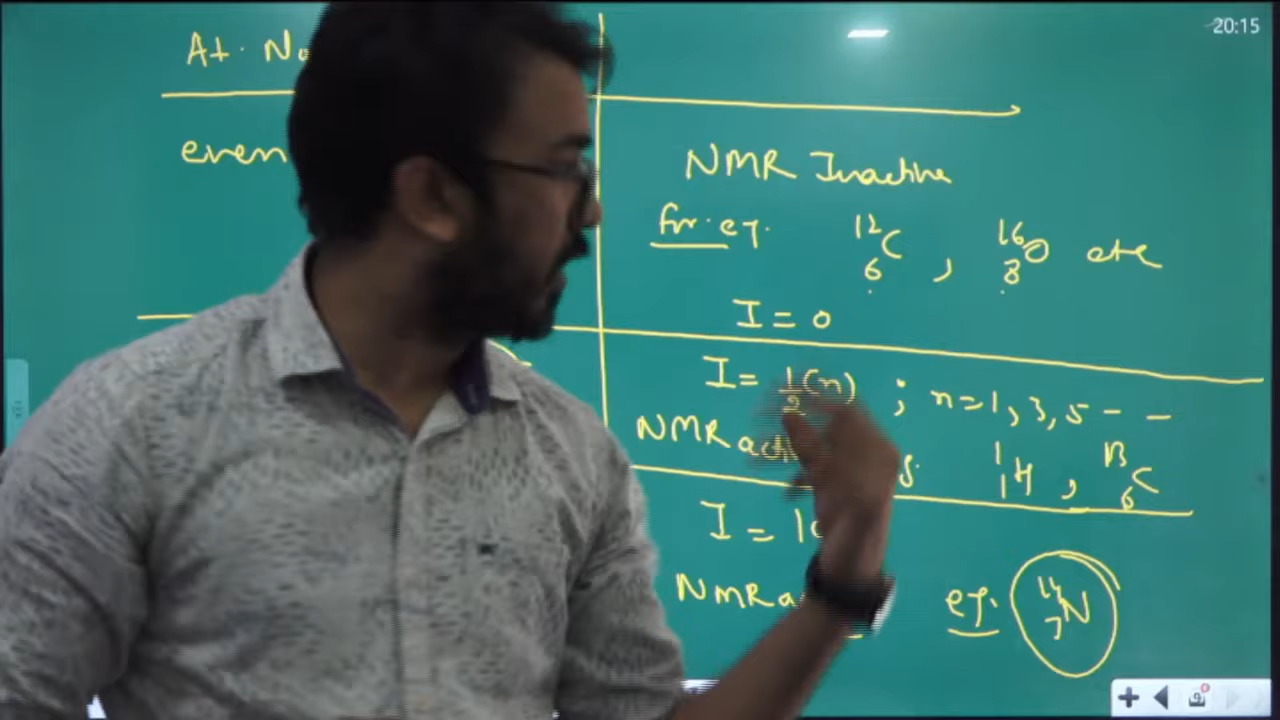 20:15
At. No
even
NMR Inactive
for. eg. 12 6 C , 16 8 O etc
I = 0
I = 1/2 (n) ; n = 1, 3, 5 - -
NMR acti 1 1 H , 13 6 C
I = 1
NMR a eg. 14 7 N